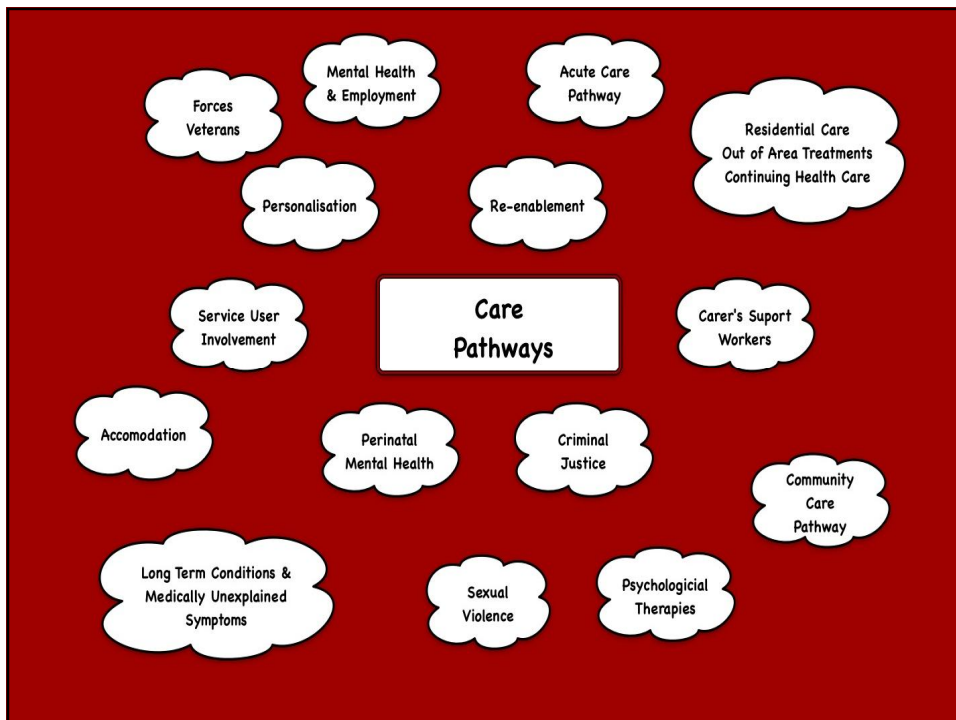 Mental Health
& Employment
Acute Care
Pathway
Forces
Veterans
Residential Care
Out of Area Treatments
Continuing Health Care
Personalisation
Re-enablement
Service User
Involvement
Care
Pathways
Carer's Suport
Workers
Accomodation
Perinatal
Mental Health
Criminal
Justice
Community
Care
Pathway
Long Term Conditions &
Medically Unexplained
Symptoms
Sexual
Violence
Psychologicial
Therapies